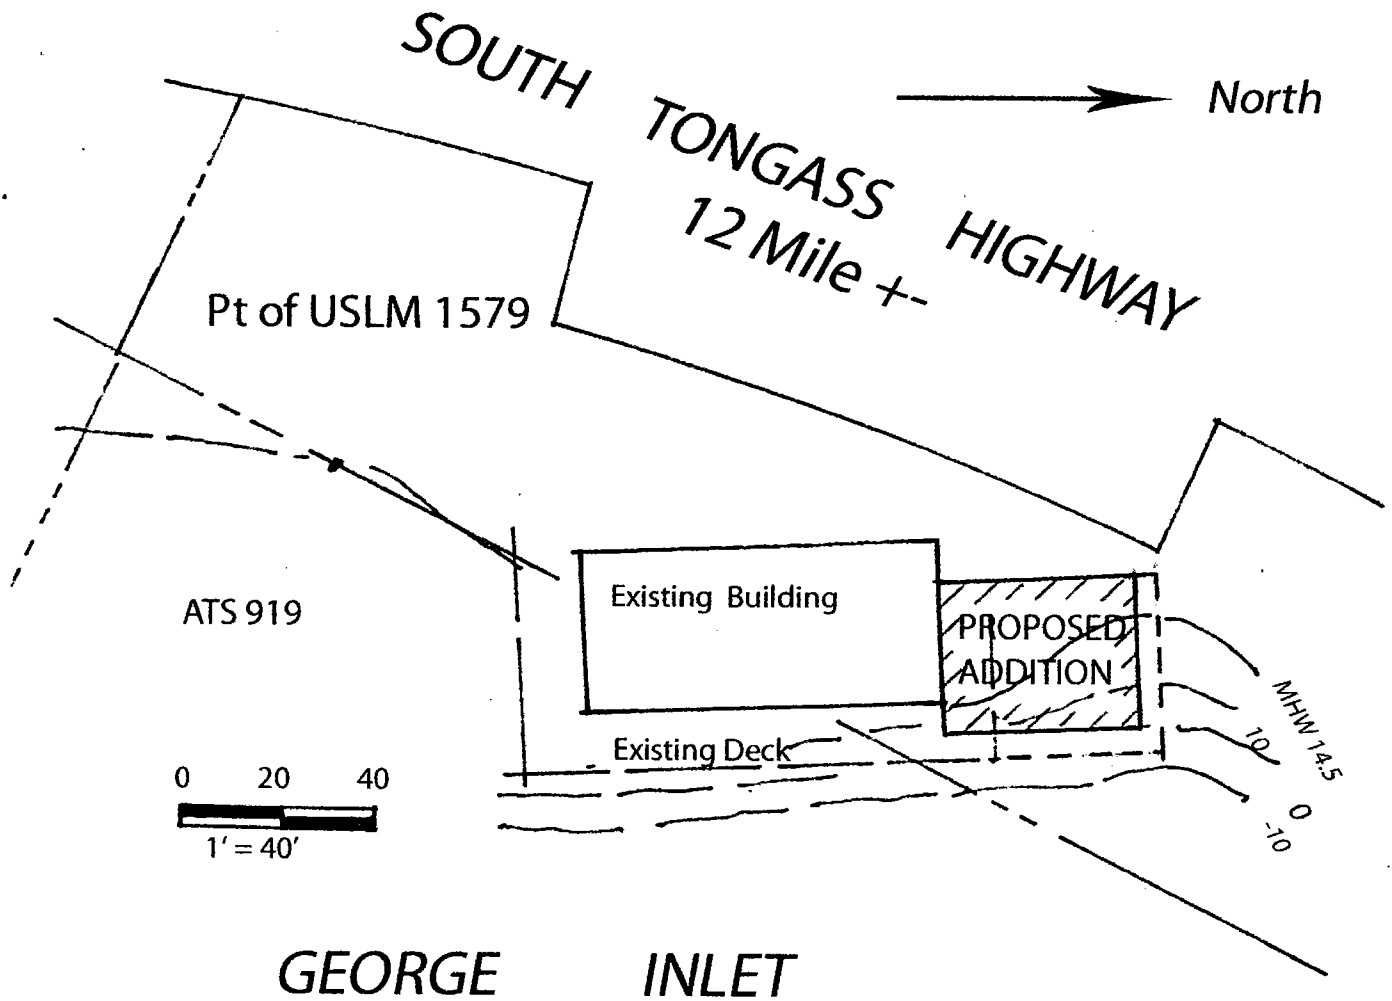 SOUTH TONGASS HIGHWAY
12 Mile +-
North
Pt of USLM 1579
ATS 919
Existing Building
PROPOSED
ADDITION
Existing Deck
MHW 14.5
10
0
-10
0 20 40
1' = 40'
GEORGE INLET